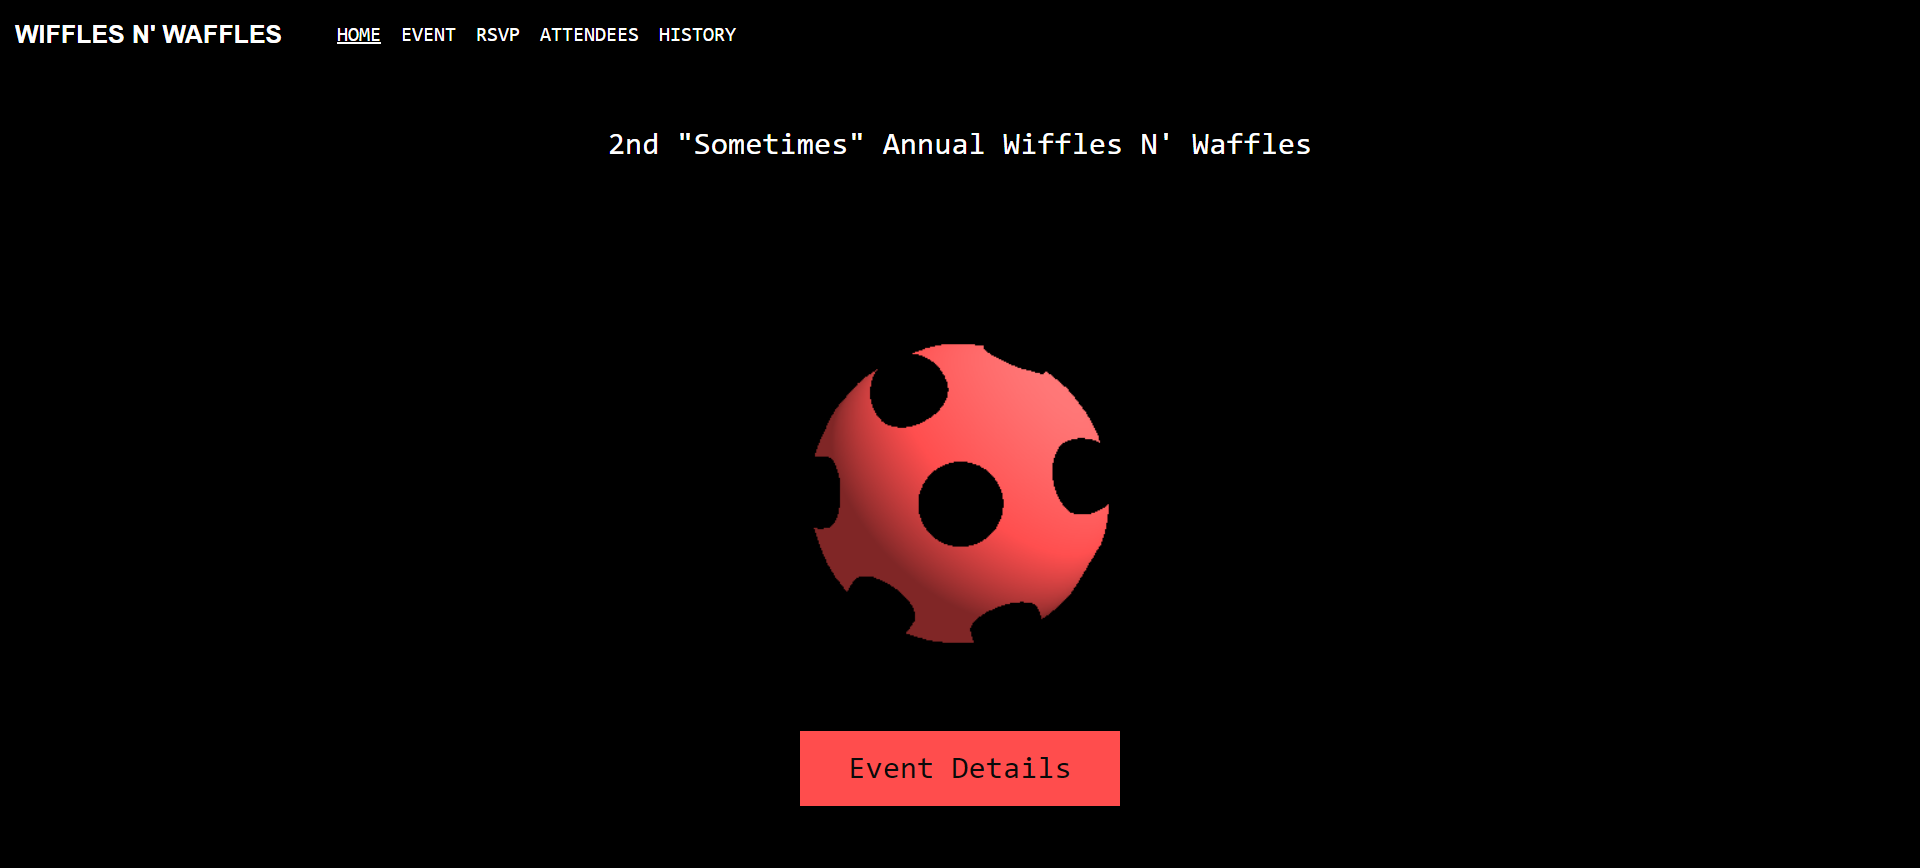 WIFFLES N' WAFFLES HOME EVENT RSVP ATTENDEES HISTORY
2nd "Sometimes" Annual Wiffles N' Waffles
Event Details